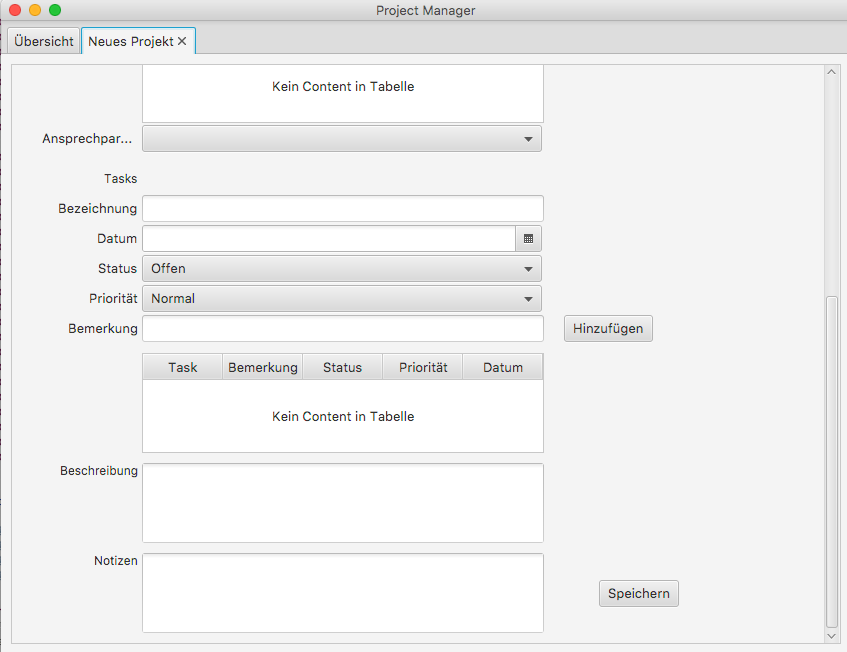 Project Manager
Übersicht Neues Projekt
Kein Content in Tabelle
Ansprechpar...
Tasks
Bezeichnung
Datum
Status Offen
Priorität Normal
Bemerkung Hinzufügen
Task Bemerkung Status Priorität Datum
Kein Content in Tabelle
Beschreibung
Notizen
Speichern